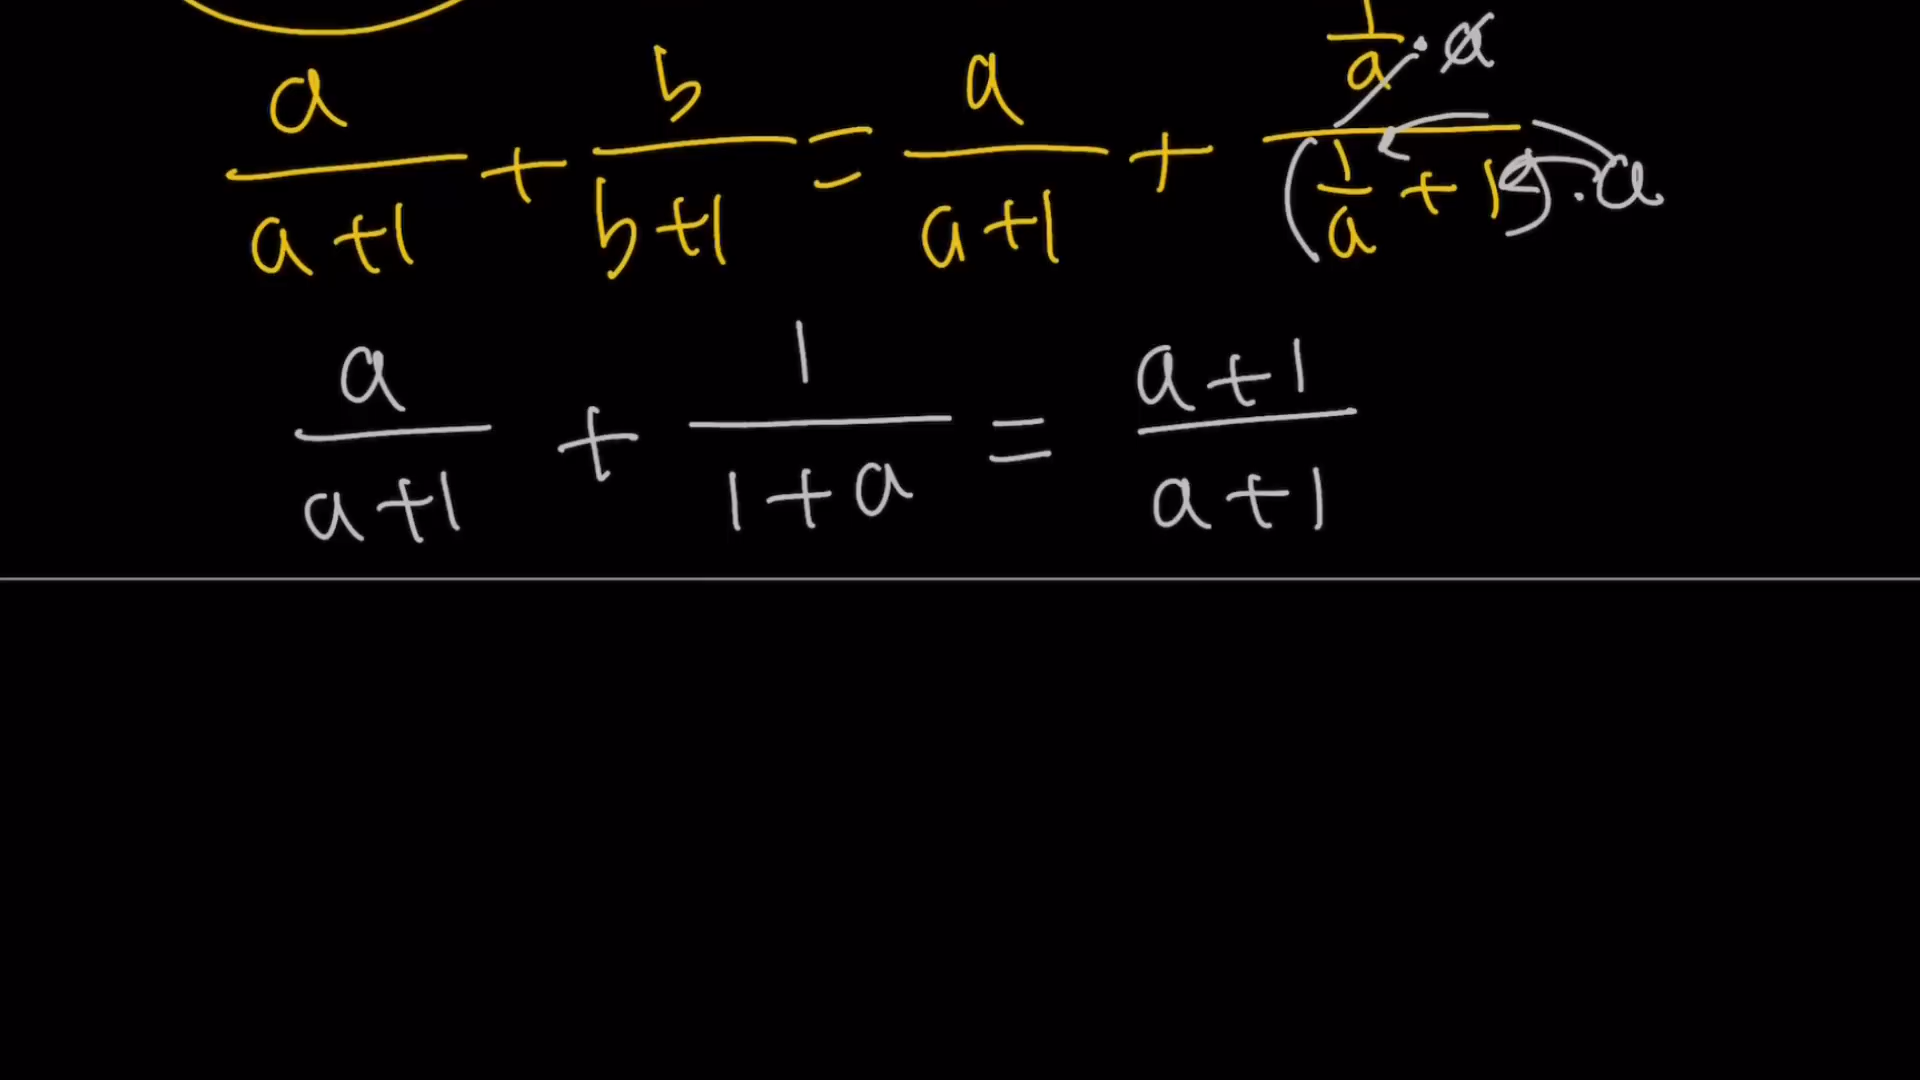 a/(a+1) + b/(b+1) = a/(a+1) + (1/a · a)/((1/a + 1) · a)
a/(a+1) + 1/(1+a) = (a+1)/(a+1)